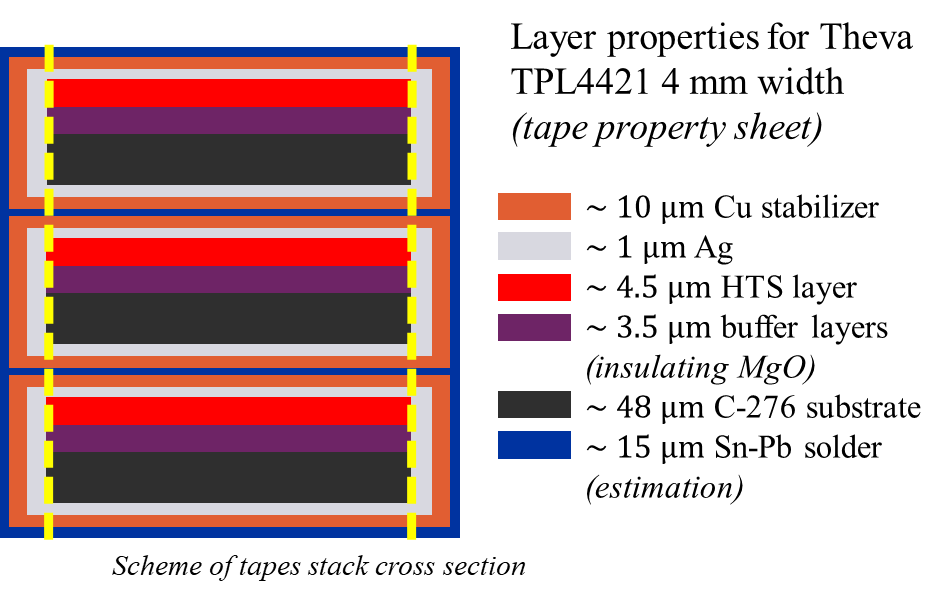 Layer properties for Theva
TPL4421 4 mm width
(tape property sheet)
~ 10 μm Cu stabilizer
~ 1 μm Ag
~ 4.5 μm HTS layer
~ 3.5 μm buffer layers
(insulating MgO)
~ 48 μm C-276 substrate
~ 15 μm Sn-Pb solder
(estimation)
Scheme of tapes stack cross section